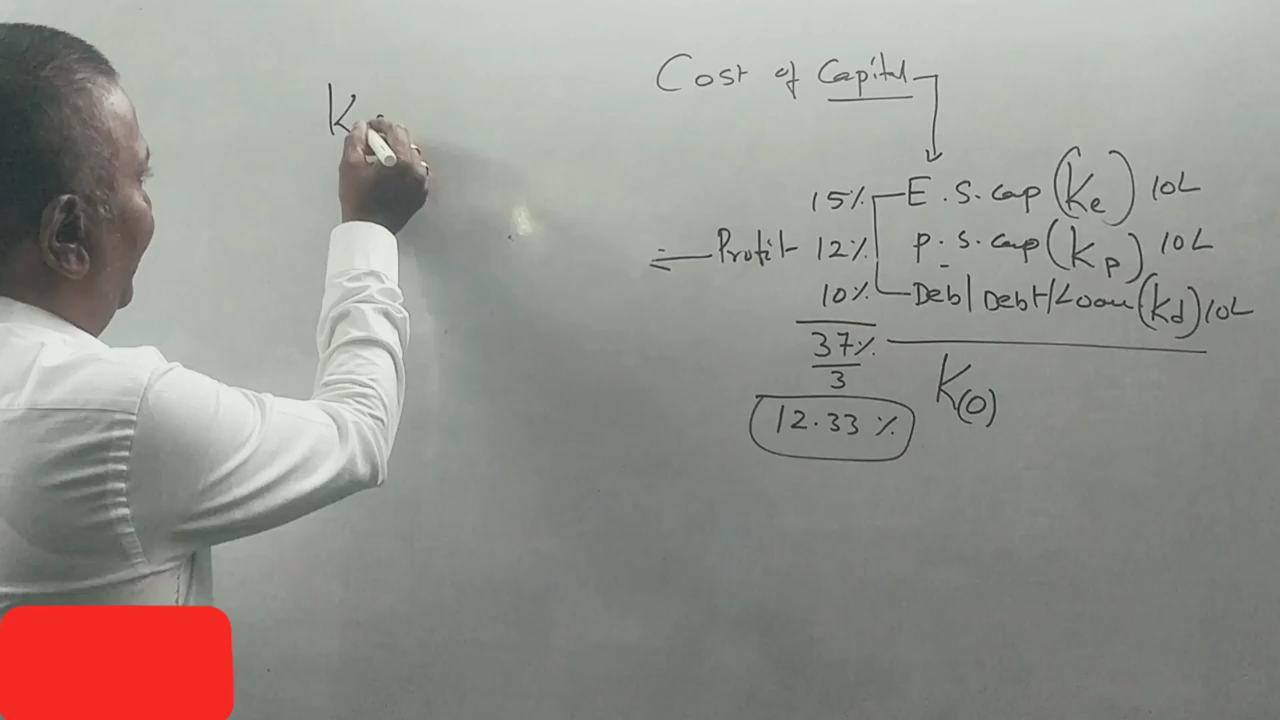 Cost of Capital
K
15% E. S. cap (Ke) 10L
= Profit 12% P. S. cap (Kp) 10L
10% Deb/Debt/Loan (Kd) 10L
37%
3
K(0)
12.33 %